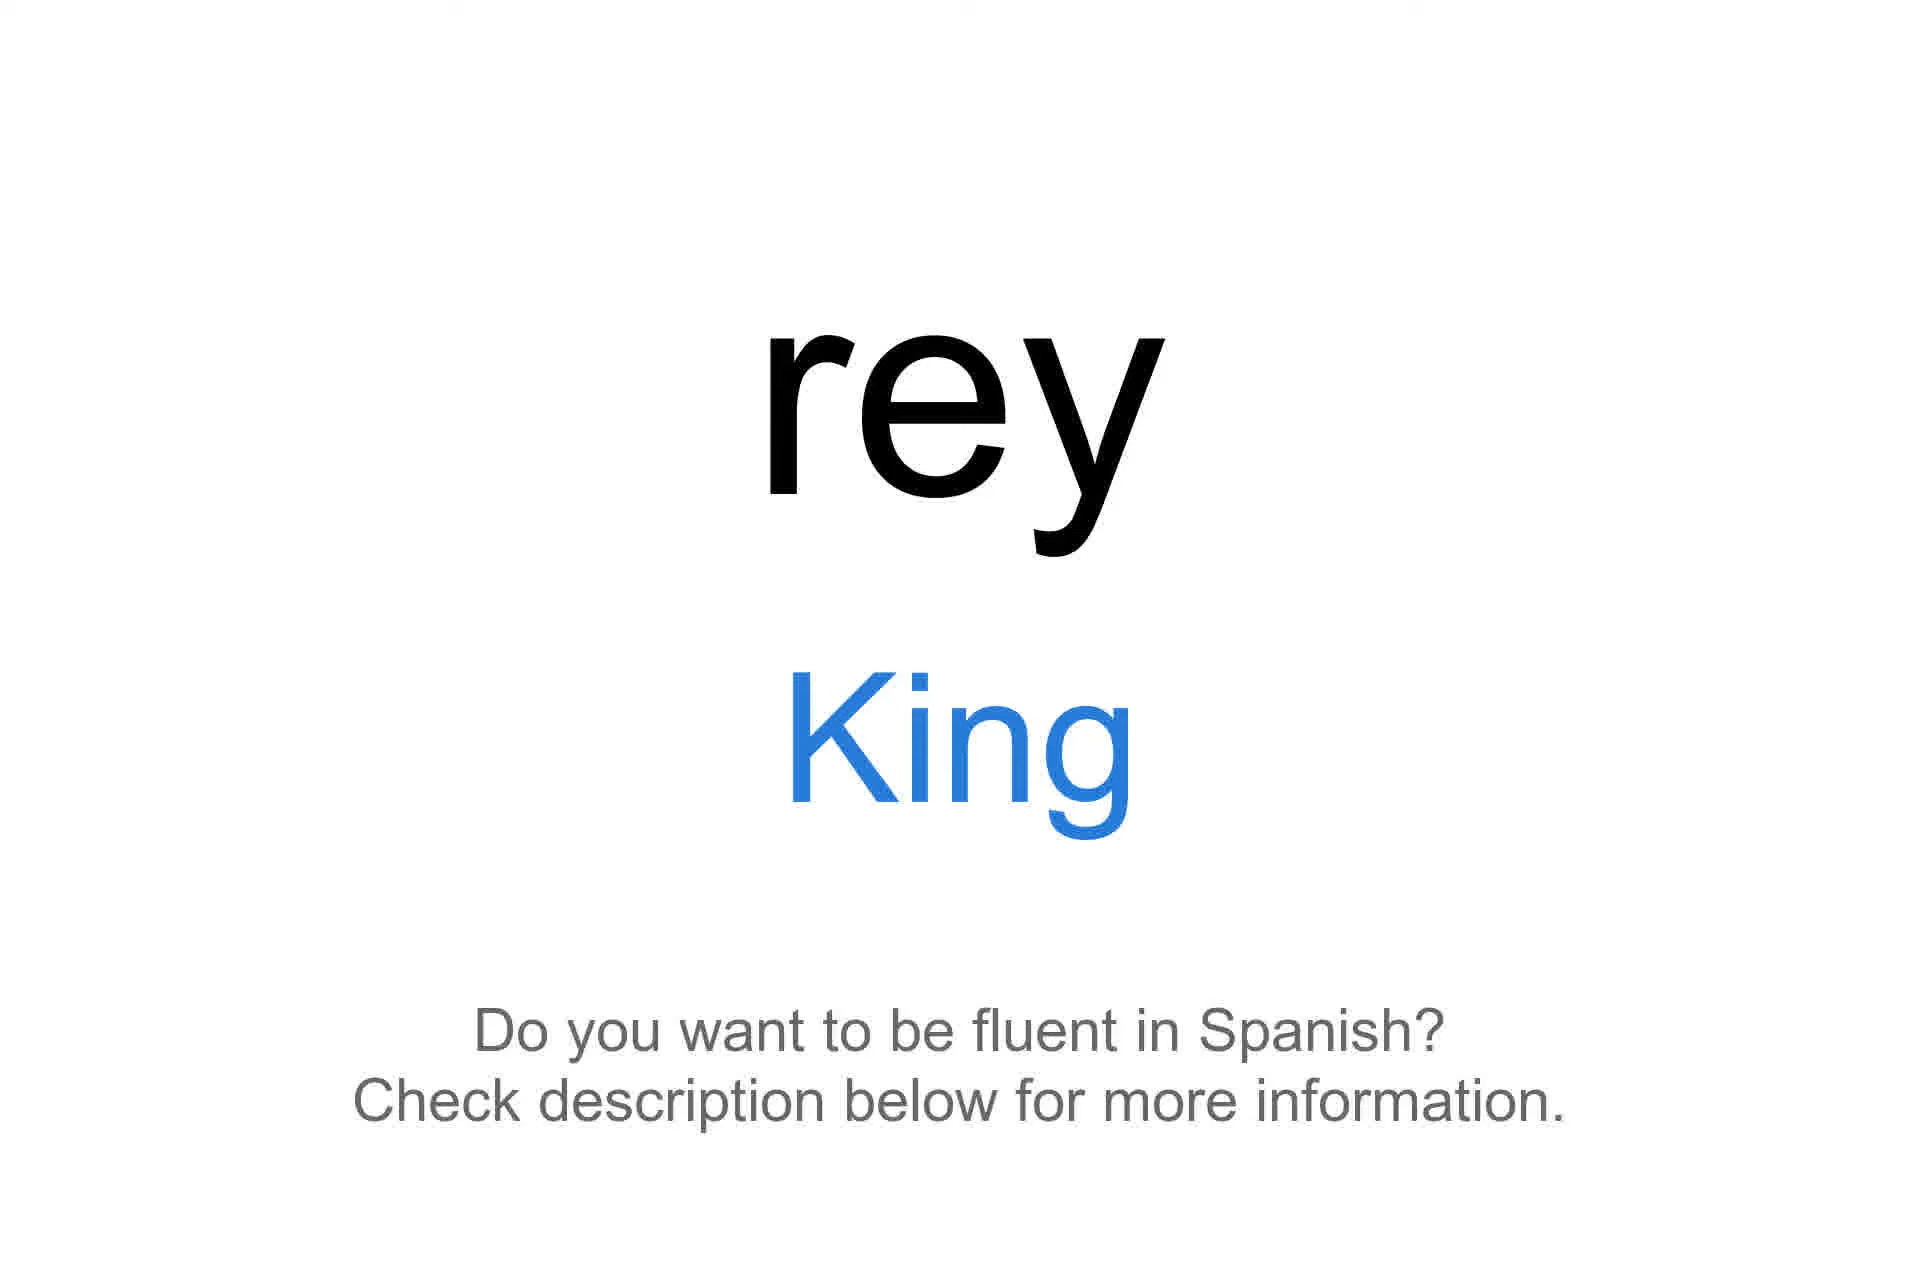 rey
King
Do you want to be fluent in Spanish?
Check description below for more information.